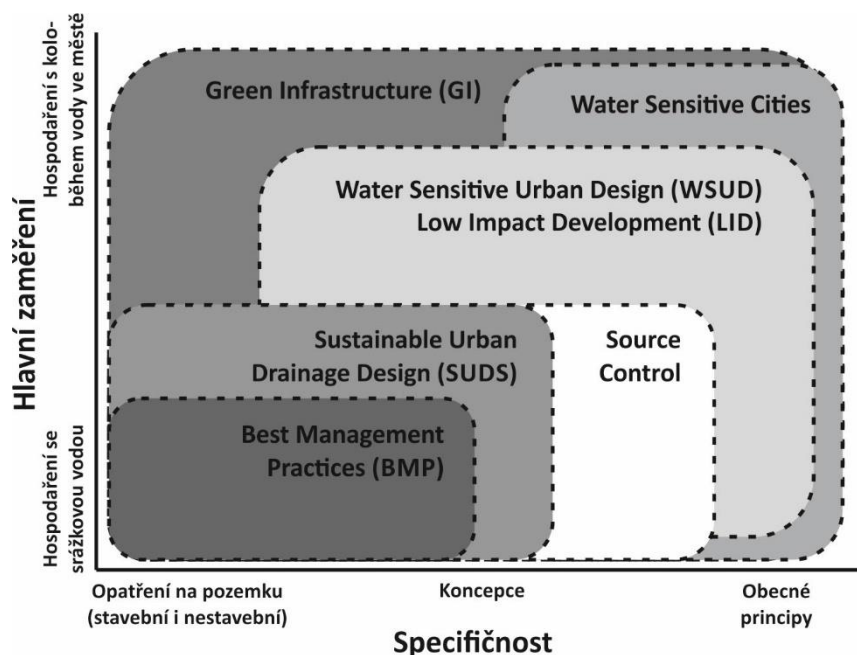 Hlavní zaměření
Hospodaření s kolo-
během vody ve městě
Hospodaření se
srážkovou vodou
Green Infrastructure (GI)
Water Sensitive Cities
Water Sensitive Urban Design (WSUD)
Low Impact Development (LID)
Sustainable Urban
Drainage Design (SUDS)
Source
Control
Best Management
Practices (BMP)
Opatření na pozemku
(stavební i nestavební)
Koncepce
Obecné
principy
Specifičnost